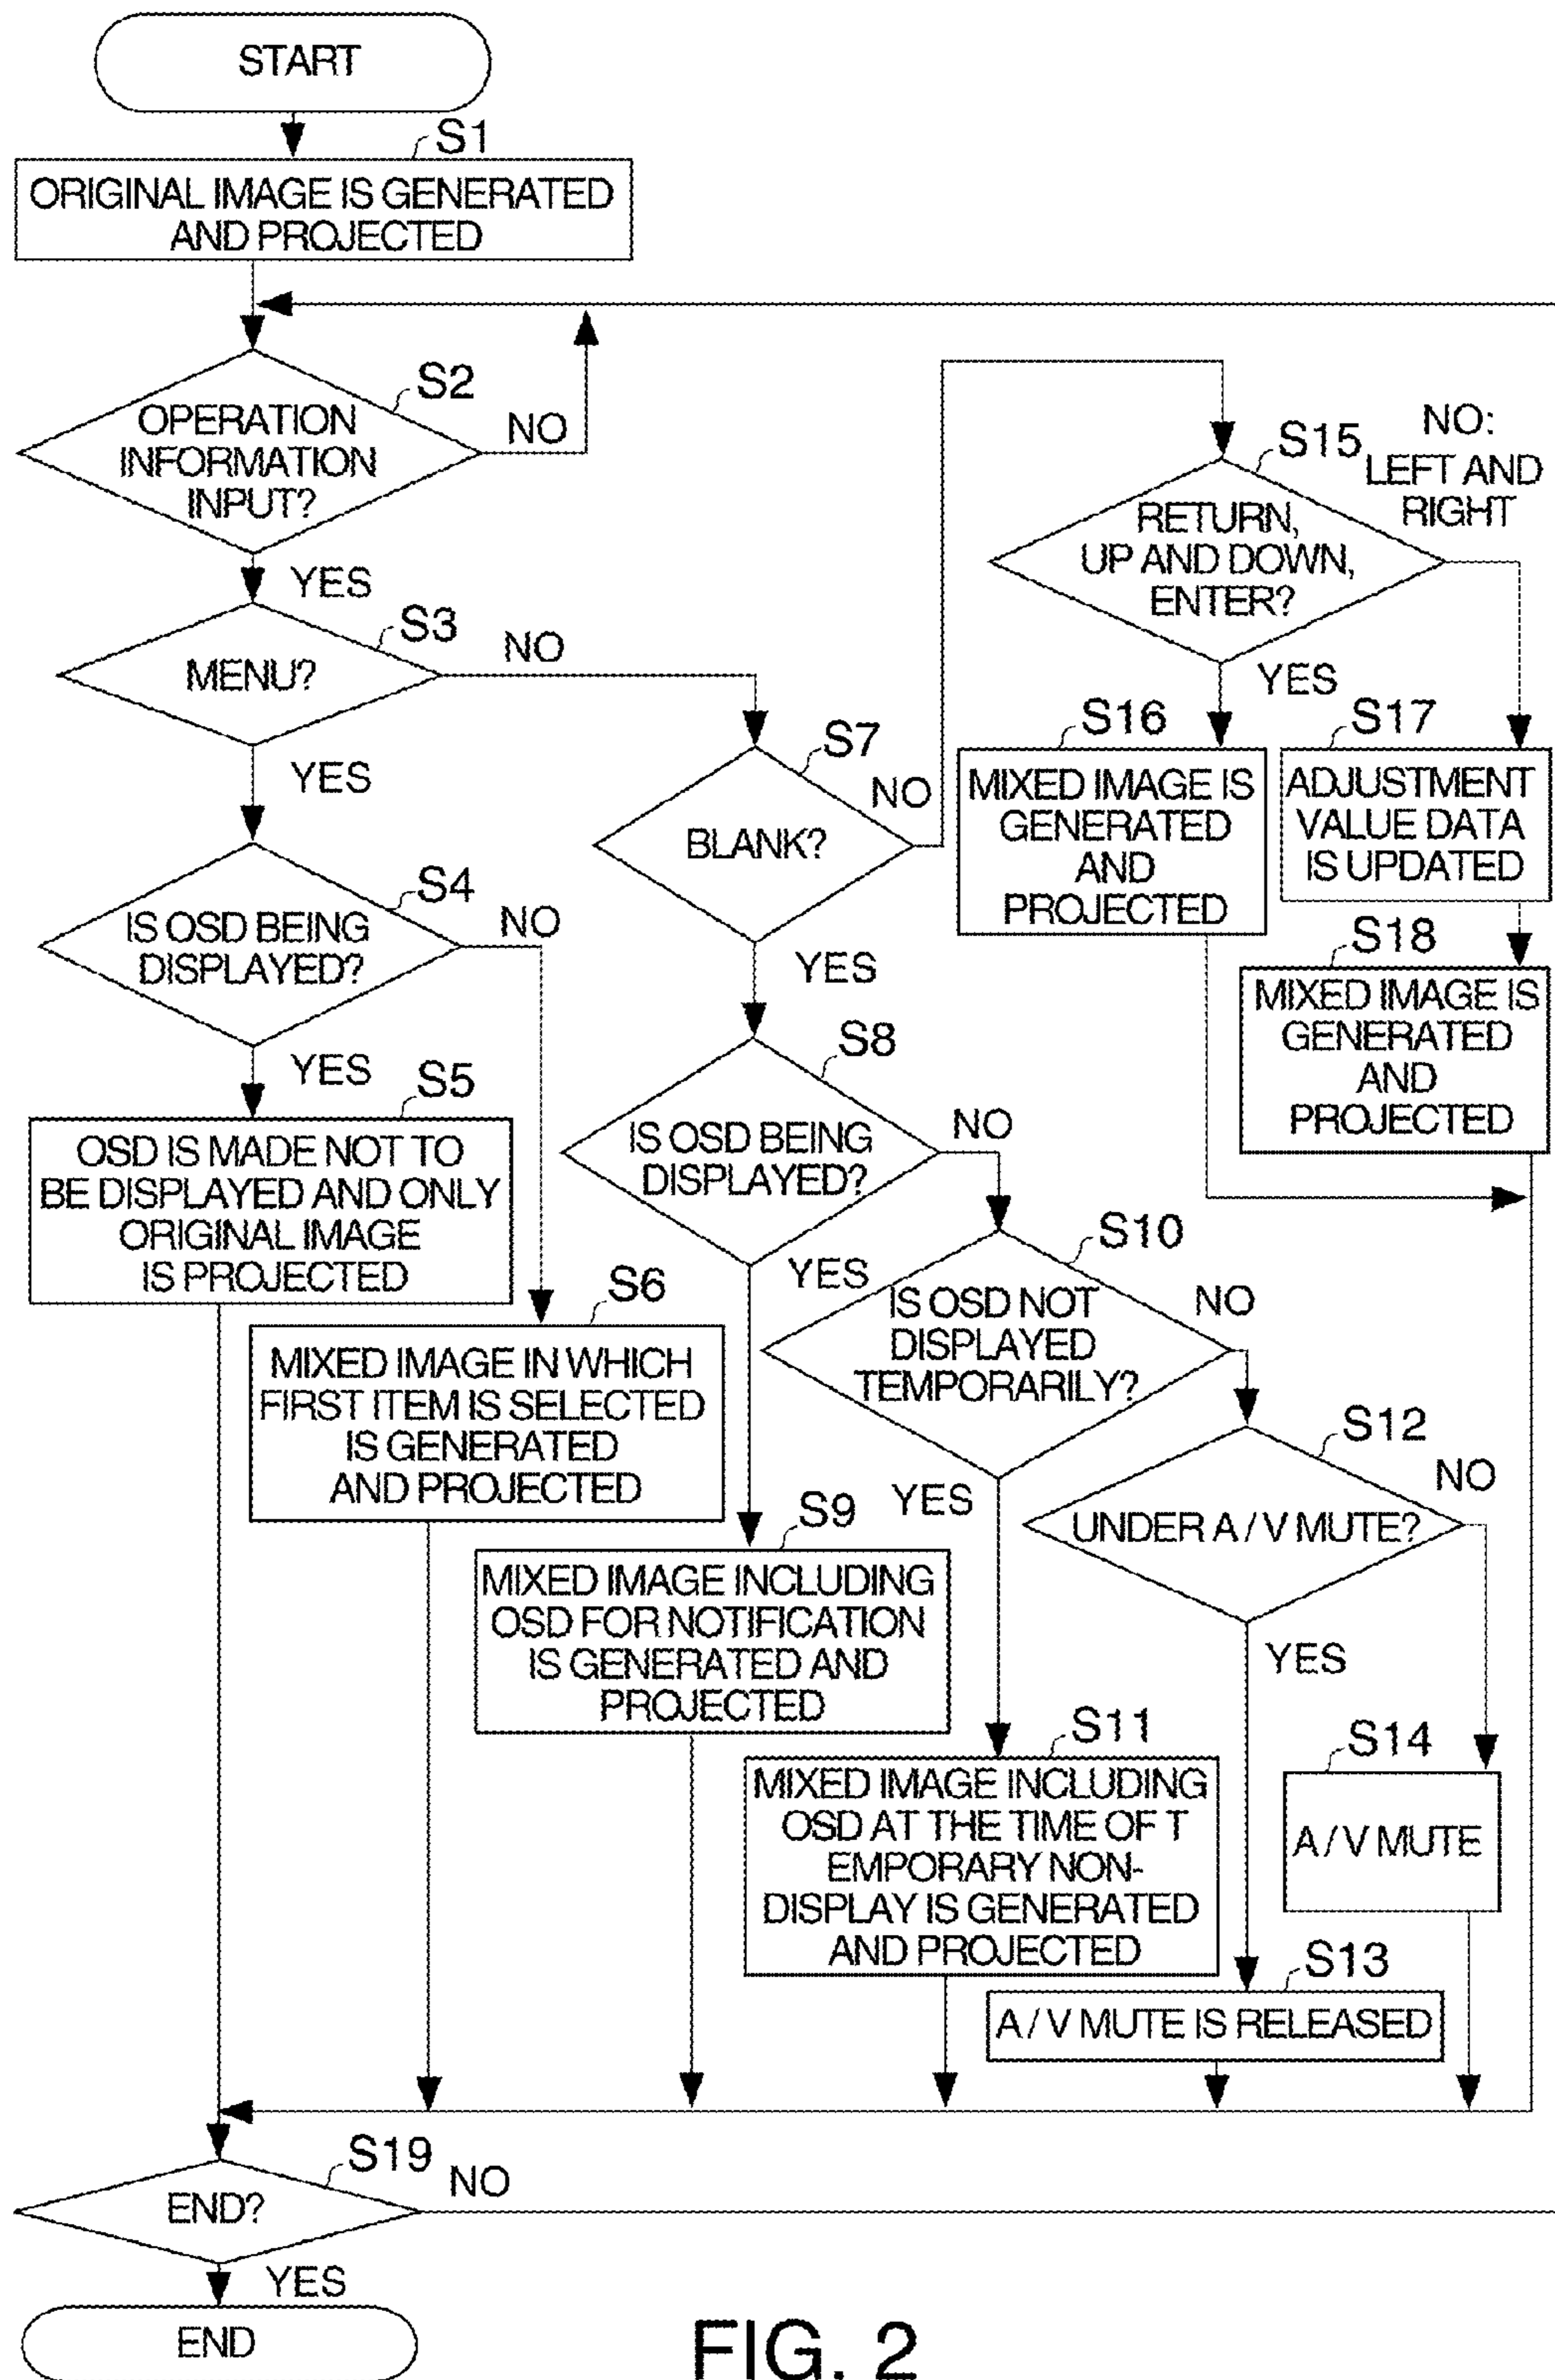 START
S1
ORIGINAL IMAGE IS GENERATED
AND PROJECTED
S2
OPERATION
INFORMATION
INPUT?
NO
YES
S3
MENU?
NO
YES
S4
IS OSD BEING
DISPLAYED?
NO
YES
S5
OSD IS MADE NOT TO
BE DISPLAYED AND ONLY
ORIGINAL IMAGE
IS PROJECTED
S6
MIXED IMAGE IN WHICH
FIRST ITEM IS SELECTED
IS GENERATED
AND PROJECTED
S7
BLANK?
NO
YES
S8
IS OSD BEING
DISPLAYED?
NO
YES
S9
MIXED IMAGE INCLUDING
OSD FOR NOTIFICATION
IS GENERATED AND
PROJECTED
S10
IS OSD NOT
DISPLAYED
TEMPORARILY?
NO
YES
S11
MIXED IMAGE INCLUDING
OSD AT THE TIME OF T
EMPORARY NON-
DISPLAY IS GENERATED
AND PROJECTED
S12
UNDER A / V MUTE?
NO
YES
S13
A / V MUTE IS RELEASED
S14
A / V MUTE
S15
RETURN,
UP AND DOWN,
ENTER?
NO:
LEFT AND
RIGHT
YES
S16
MIXED IMAGE IS
GENERATED
AND
PROJECTED
S17
ADJUSTMENT
VALUE DATA
IS UPDATED
S18
MIXED IMAGE IS
GENERATED
AND
PROJECTED
S19
END?
NO
YES
END
FIG. 2